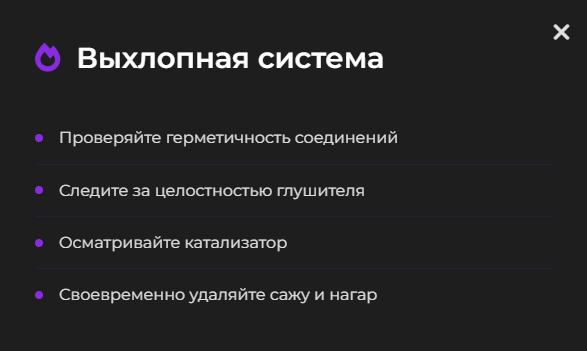 Выхлопная система
Проверяйте герметичность соединений
Следите за целостностью глушителя
Осматривайте катализатор
Своевременно удаляйте сажу и нагар